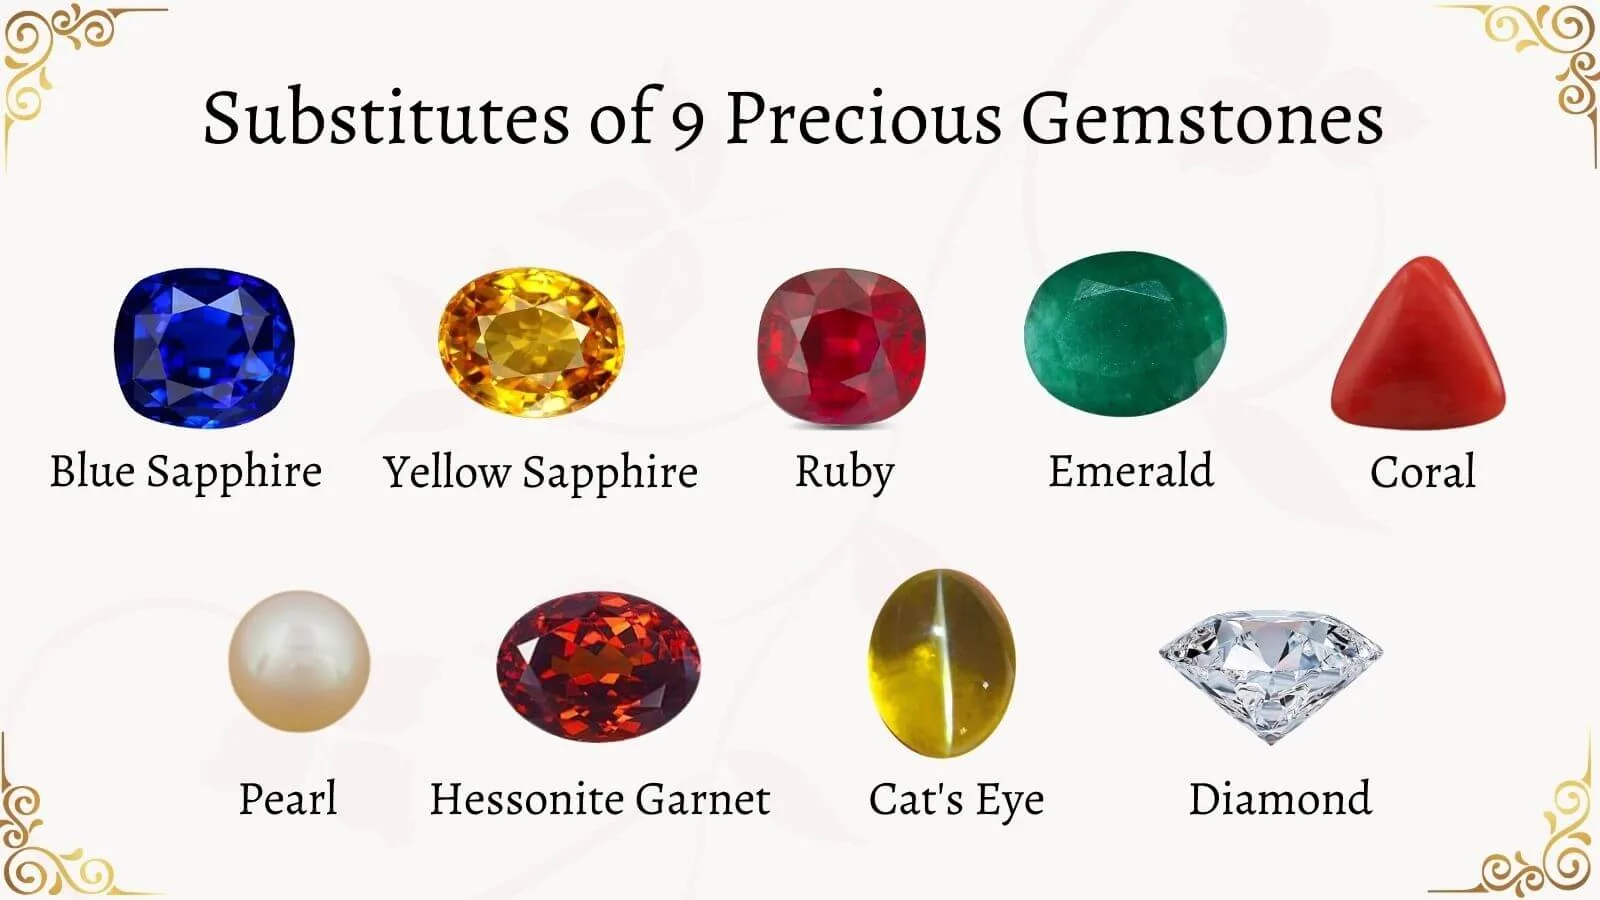 Substitutes of 9 Precious Gemstones
Blue Sapphire
Yellow Sapphire
Ruby
Emerald
Coral
Pearl
Hessonite Garnet
Cat's Eye
Diamond